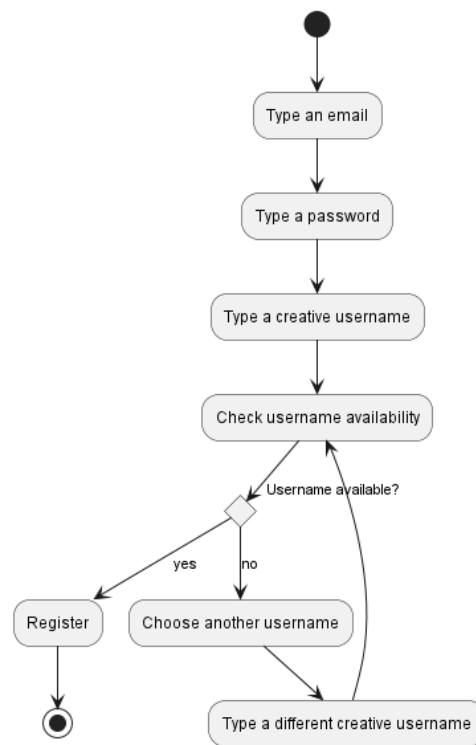 Type an email
Type a password
Type a creative username
Check username availability
Username available?
yes
no
Register
Choose another username
Type a different creative username